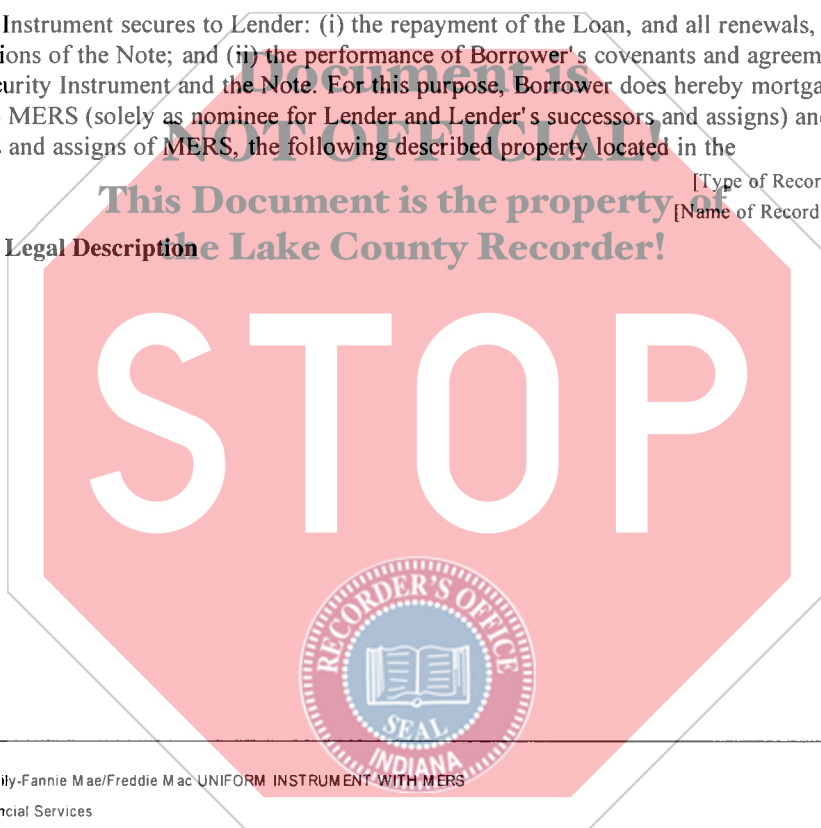 Instrument secures to Lender: (i) the repayment of the Loan, and all renewals,
ions of the Note; and (ii) the performance of Borrower's covenants and agreem
curity Instrument and the Note. For this purpose, Borrower does hereby mortga
MERS (solely as nominee for Lender and Lender's successors and assigns) and
and assigns of MERS, the following described property located in the
[Type of Recor
[Name of Record
Legal Description
Document is
NOT OFFICIAL!
This Document is the property of
the Lake County Recorder!
STOP
RECORDER'S OFFICE
SEAL
INDIANA
ily-Fannie Mae/Freddie Mac UNIFORM INSTRUMENT WITH MERS
ncial Services